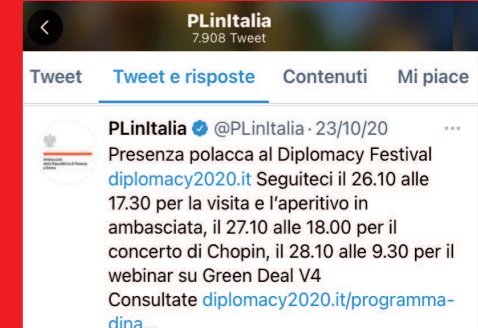 PLinItalia
7.908 Tweet
Tweet Tweet e risposte Contenuti Mi piace
PLinItalia @PLinItalia · 23/10/20
Presenza polacca al Diplomacy Festival
diplomacy2020.it Seguiteci il 26.10 alle
17.30 per la visita e l'aperitivo in
ambasciata, il 27.10 alle 18.00 per il
concerto di Chopin, il 28.10 alle 9.30 per il
webinar su Green Deal V4
Consultate diplomacy2020.it/programma-
dina...